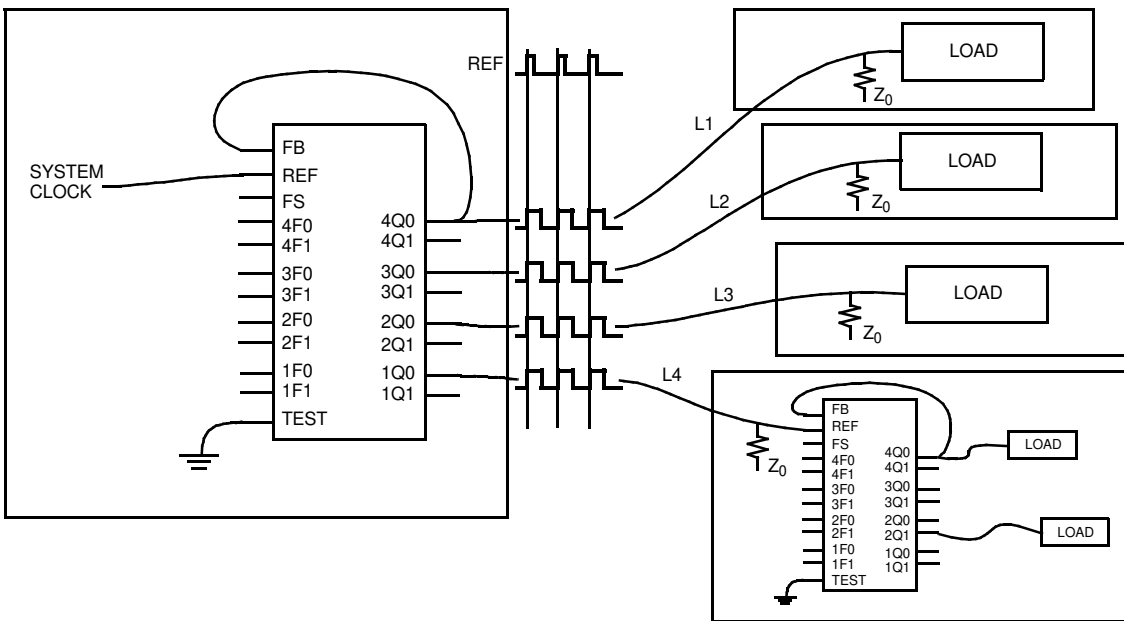 REF
SYSTEM
CLOCK
FB
REF
FS
4F0
4F1
3F0
3F1
2F0
2F1
1F0
1F1
TEST
4Q0
4Q1
3Q0
3Q1
2Q0
2Q1
1Q0
1Q1
L1
L2
L3
L4
LOAD
Z0
LOAD
Z0
LOAD
Z0
Z0
FB
REF
FS
4F0
4F1
3F0
3F1
2F0
2F1
1F0
1F1
TEST
4Q0
4Q1
3Q0
3Q1
2Q0
2Q1
1Q0
1Q1
LOAD
LOAD